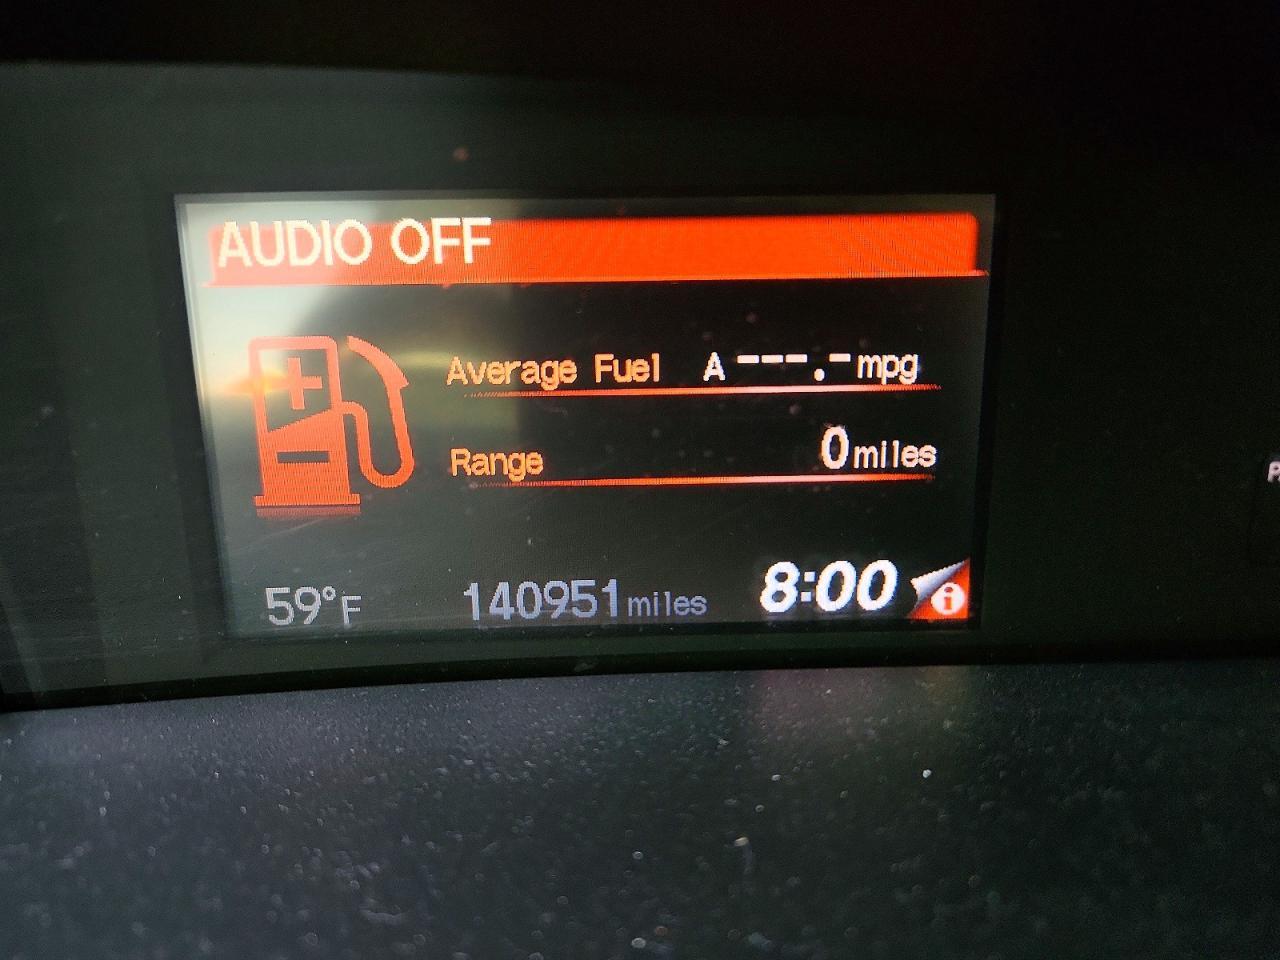 AUDIO OFF
Average Fuel A ---.- mpg
Range 0 miles
59°F 140951 miles 8:00 i